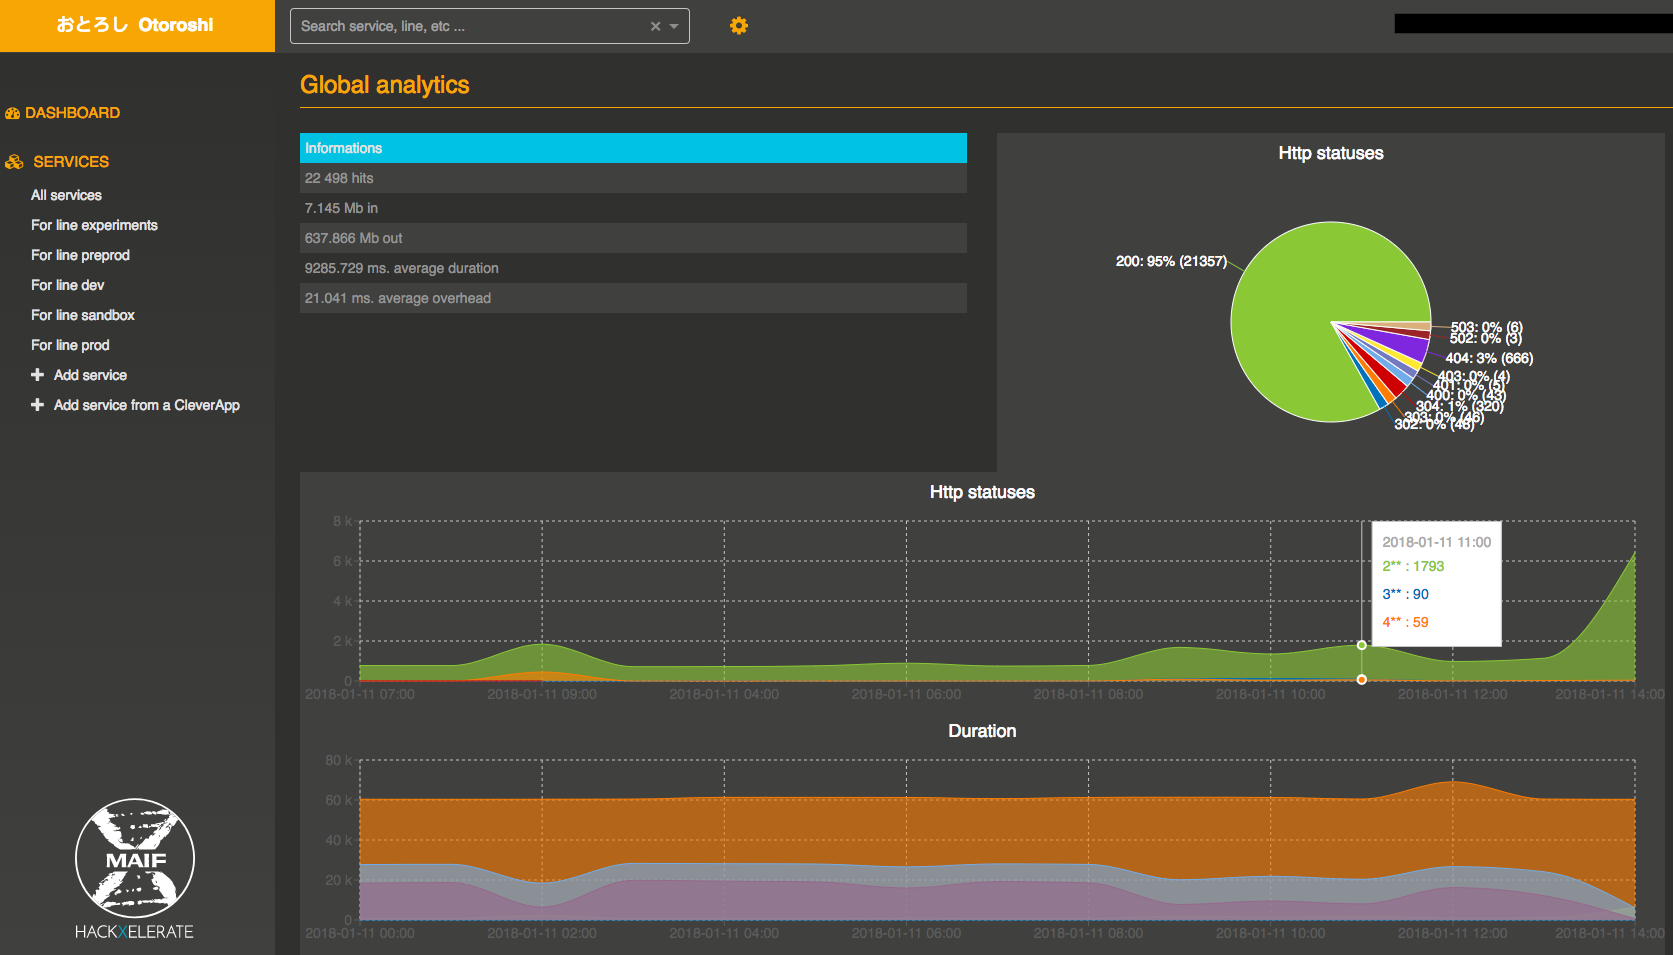 おとろし Otoroshi
Search service, line, etc ...
DASHBOARD
SERVICES
All services
For line experiments
For line preprod
For line dev
For line sandbox
For line prod
Add service
Add service from a CleverApp
MAIF
HACKXELERATE
Global analytics
Informations
22 498 hits
7.145 Mb in
637.866 Mb out
9285.729 ms. average duration
21.041 ms. average overhead
Http statuses
200: 95% (21357)
503: 0% (6)
502: 0% (3)
404: 3% (666)
403: 0% (4)
401: 0% (5)
400: 0% (43)
304: 1% (320)
303: 0% (46)
302: 0% (48)
Http statuses
8 k
6 k
4 k
2 k
0
2018-01-11 07:00 2018-01-11 09:00 2018-01-11 04:00 2018-01-11 06:00 2018-01-11 08:00 2018-01-11 10:00 2018-01-11 12:00 2018-01-11 14:00
2018-01-11 11:00
2** : 1793
3** : 90
4** : 59
Duration
80 k
60 k
40 k
20 k
0
2018-01-11 00:00 2018-01-11 02:00 2018-01-11 04:00 2018-01-11 06:00 2018-01-11 08:00 2018-01-11 10:00 2018-01-11 12:00 2018-01-11 14:00